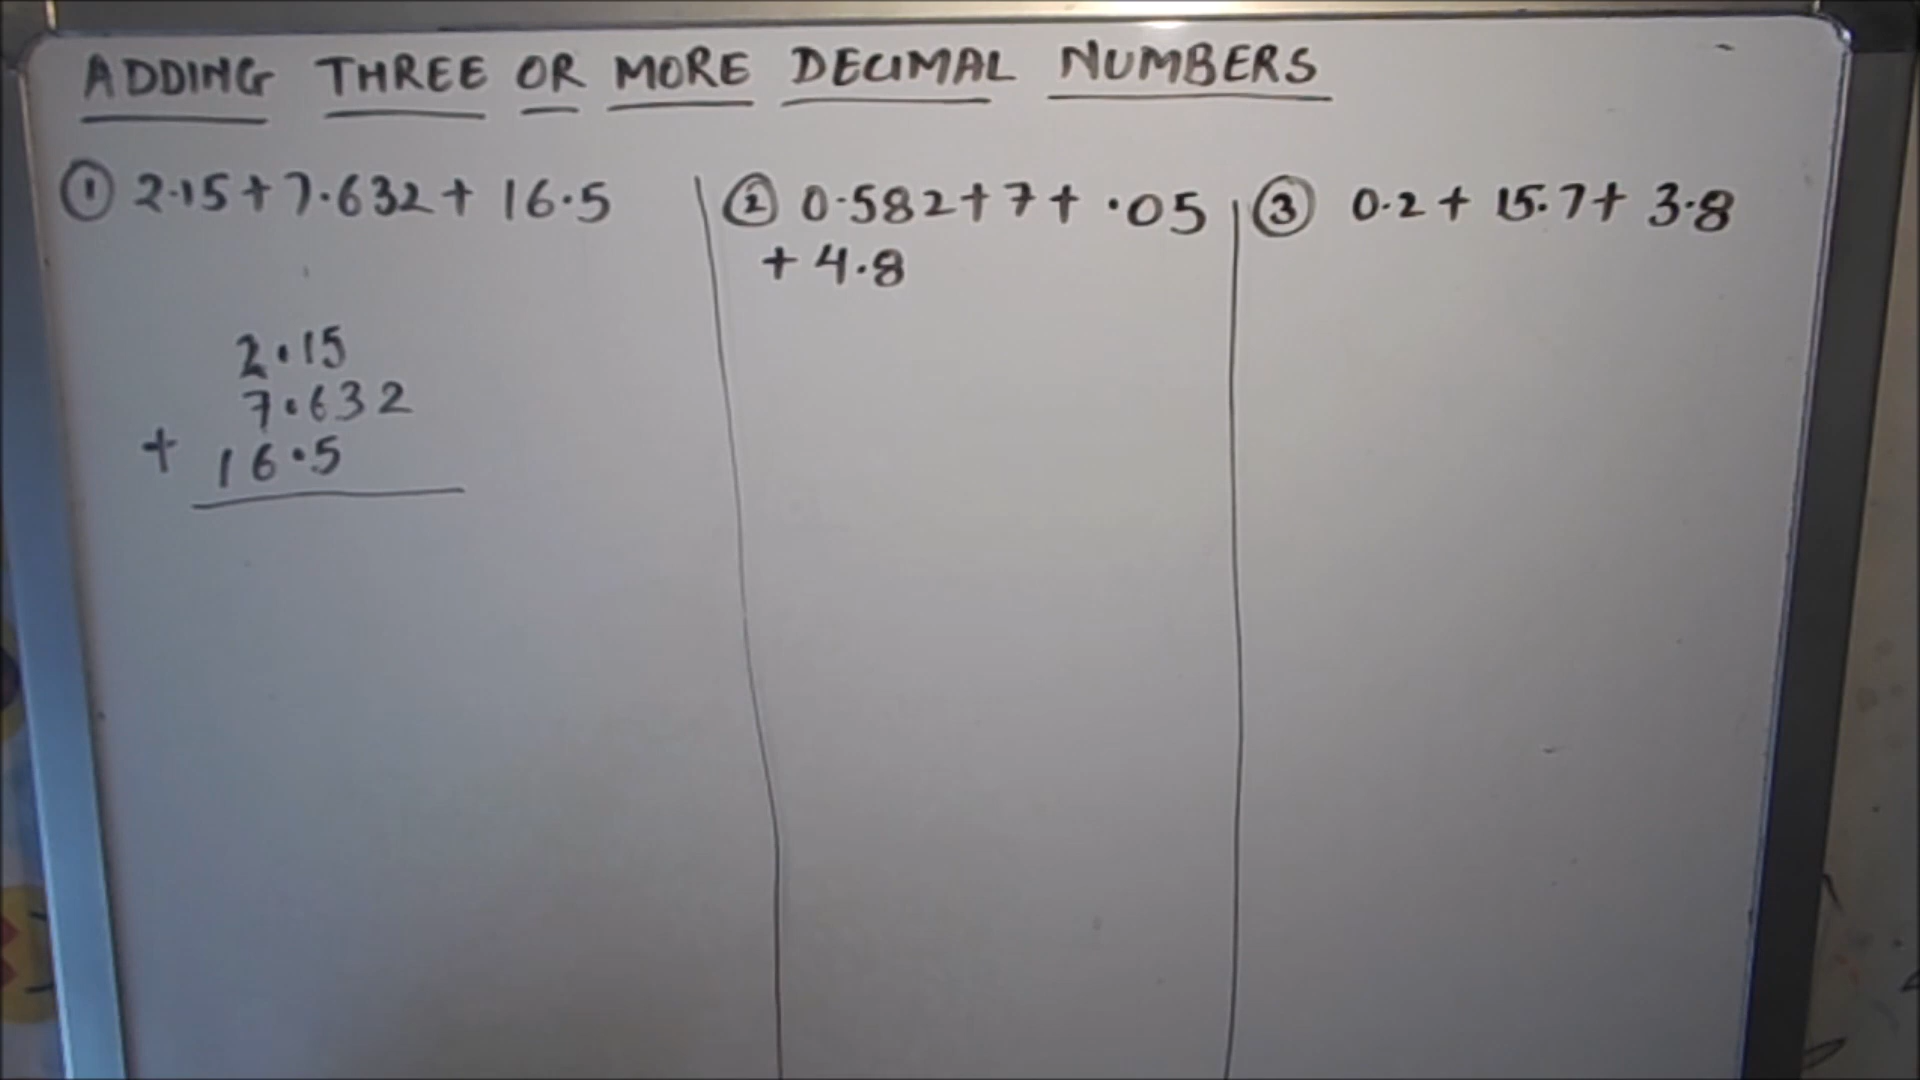 ADDING THREE OR MORE DECIMAL NUMBERS
① 2.15 + 7.632 + 16.5
2.15
7.632
+ 16.5
② 0.582 + 7 + .05
+ 4.8
③ 0.2 + 15.7 + 3.8